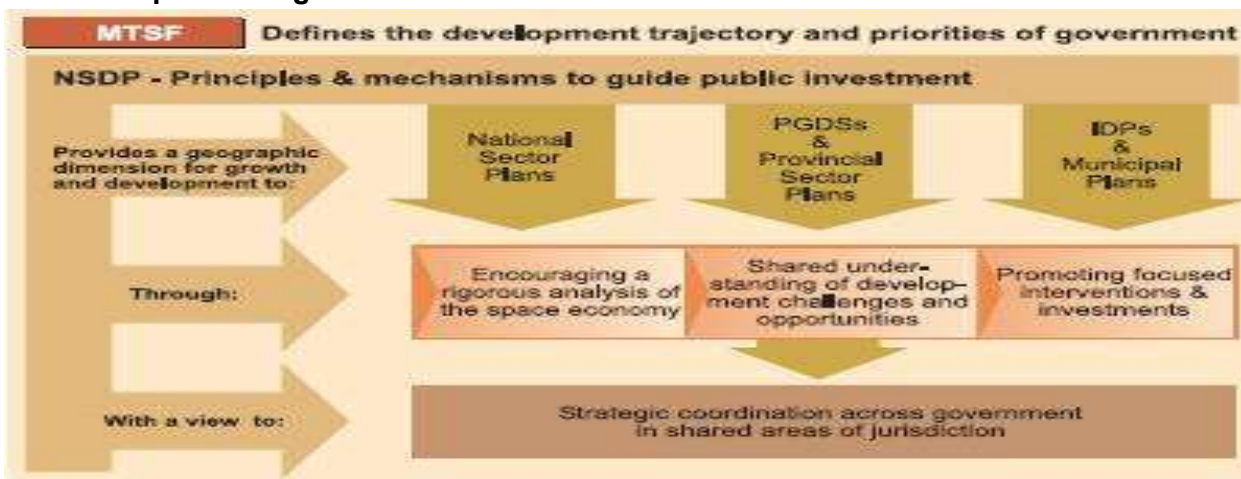 MTSF Defines the development trajectory and priorities of government
NSDP - Principles & mechanisms to guide public investment
Provides a geographic
dimension for growth
and development to:
National
Sector
Plans
PGDSs
&
Provincial
Sector
Plans
IDPs
&
Municipal
Plans
Through:
Encouraging a
rigorous analysis of
the space economy
Shared under-
standing of develop-
ment challenges and
opportunities
Promoting focused
interventions &
investments
With a view to:
Strategic coordination across government
in shared areas of jurisdiction